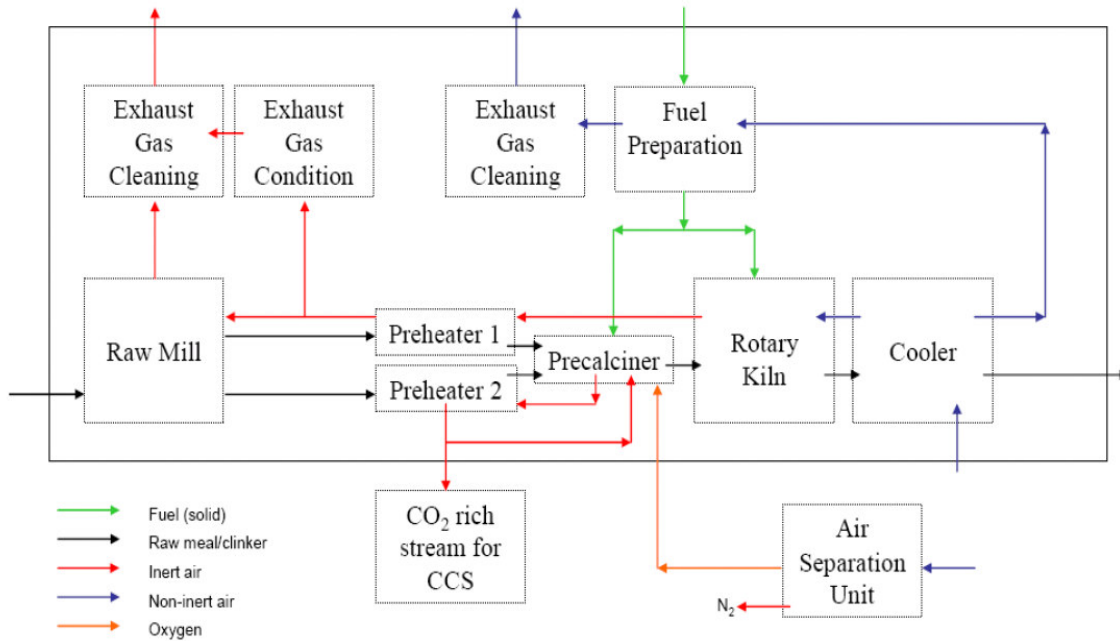 Exhaust
Gas
Cleaning
Exhaust
Gas
Condition
Exhaust
Gas
Cleaning
Fuel
Preparation
Raw Mill
Preheater 1
Preheater 2
Precalciner
Rotary
Kiln
Cooler
CO₂ rich
stream for
CCS
Air
Separation
Unit
N₂
Fuel (solid)
Raw meal/clinker
Inert air
Non-inert air
Oxygen